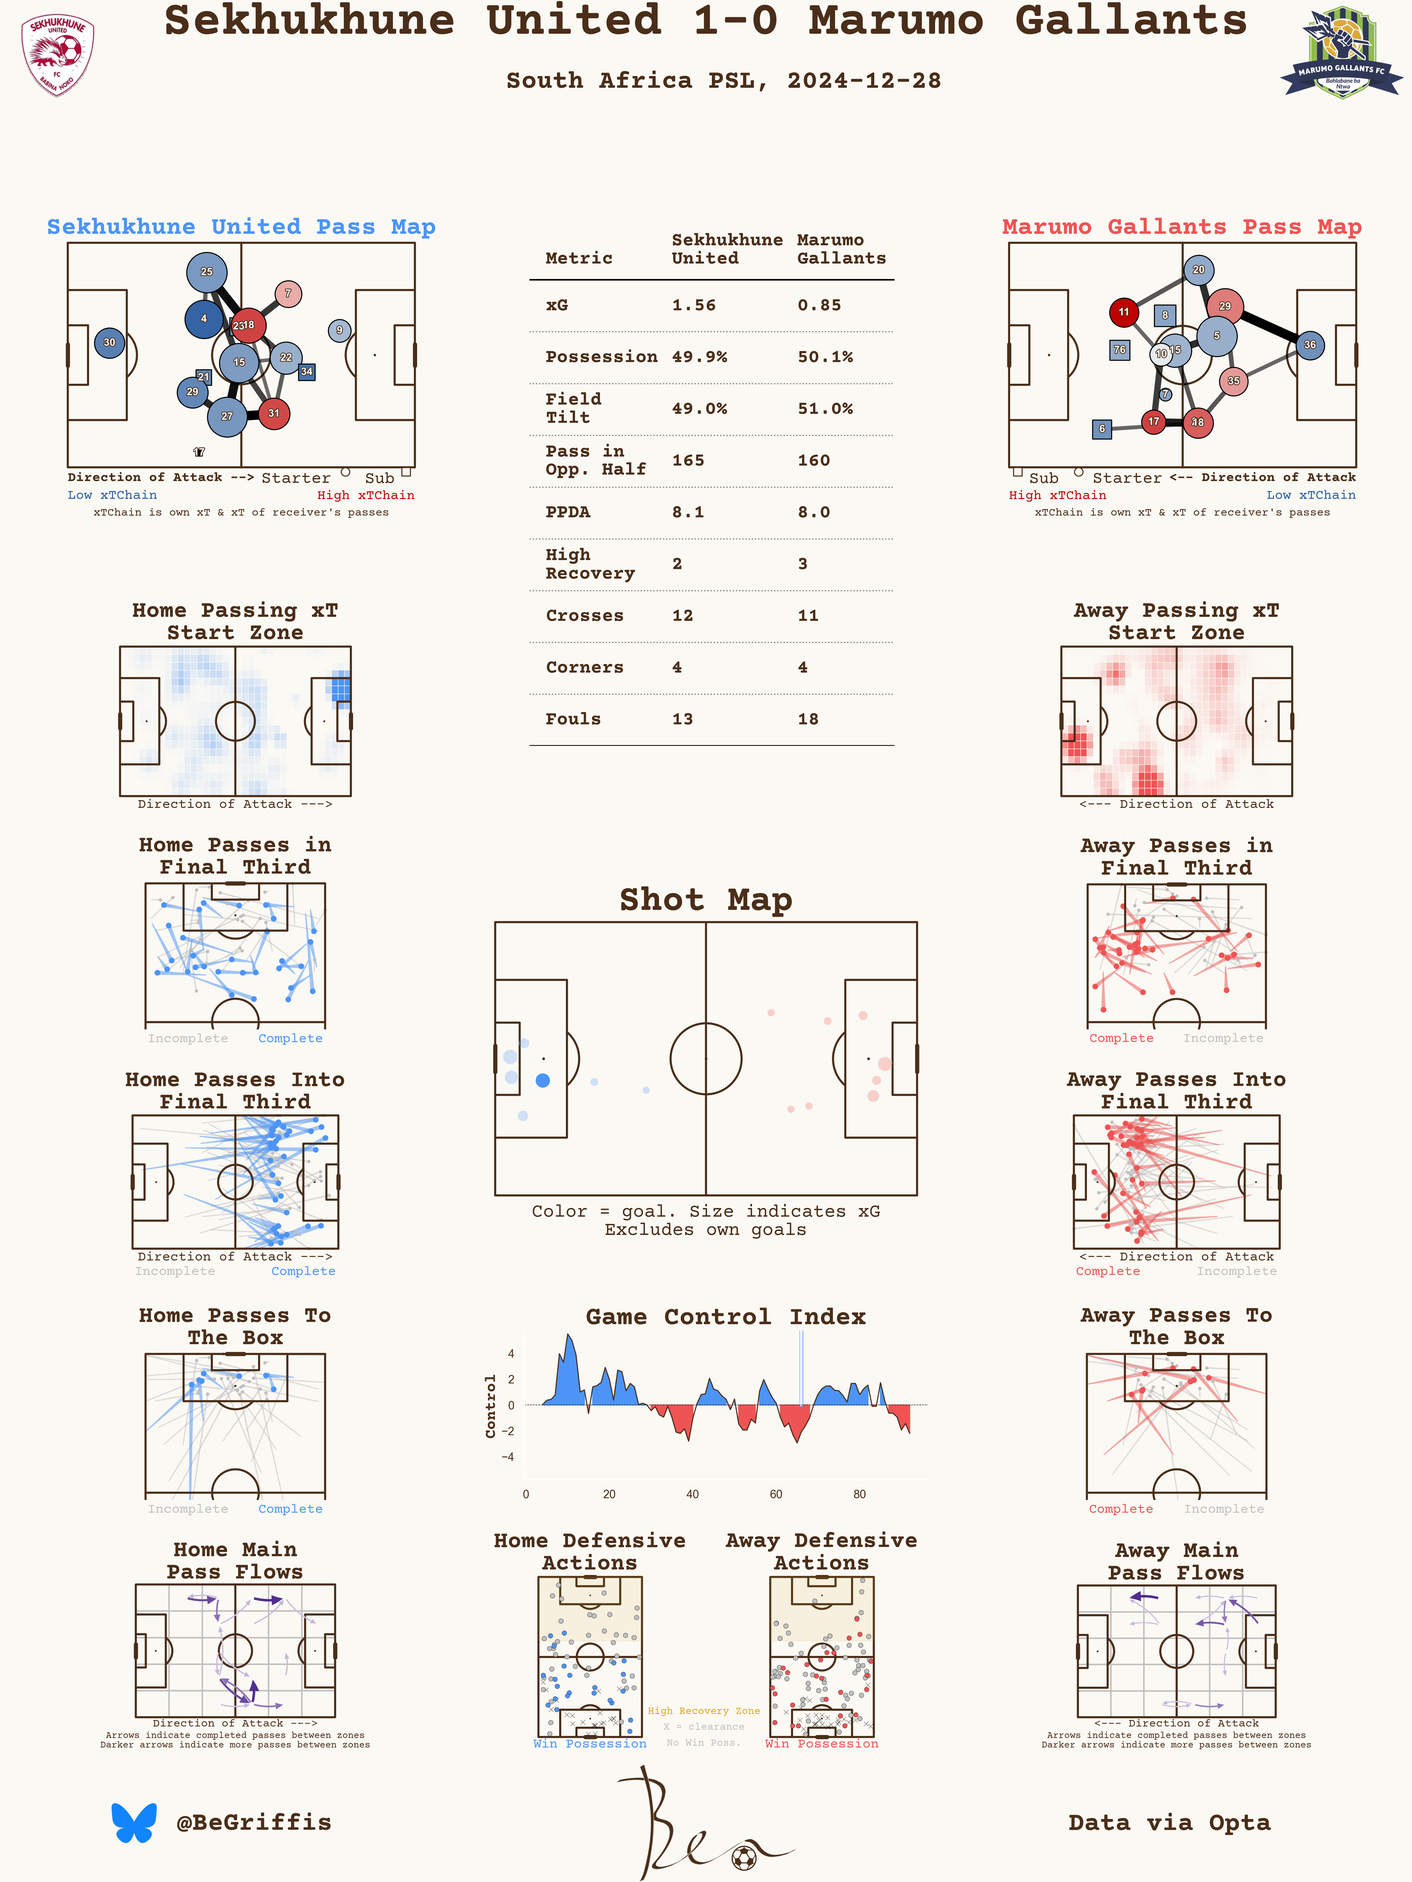 Sekhukhune United 1-0 Marumo Gallants
South Africa PSL, 2024-12-28
SEKHUKHUNE
UNITED
FC
BABINA NOKO
MARUMO GALLANTS FC
Bahlabane ba
Ntwa
Sekhukhune United Pass Map
25
7
4
23
18
9
30
15
22
34
21
29
27
31
17
Direction of Attack --> Starter Sub
Low xTChain High xTChain
xTChain is own xT & xT of receiver's passes
Metric Sekhukhune United Marumo Gallants
xG 1.56 0.85
Possession 49.9% 50.1%
Field Tilt 49.0% 51.0%
Pass in Opp. Half 165 160
PPDA 8.1 8.0
High Recovery 2 3
Crosses 12 11
Corners 4 4
Fouls 13 18
Marumo Gallants Pass Map
20
11
8
29
5
76
10
15
36
35
7
6
17
18
Sub Starter <-- Direction of Attack
High xTChain Low xTChain
xTChain is own xT & xT of receiver's passes
Home Passing xT
Start Zone
Direction of Attack --->
Away Passing xT
Start Zone
<--- Direction of Attack
Home Passes in
Final Third
Incomplete Complete
Away Passes in
Final Third
Complete Incomplete
Shot Map
Color = goal. Size indicates xG
Excludes own goals
Home Passes Into
Final Third
Direction of Attack --->
Incomplete Complete
Away Passes Into
Final Third
<--- Direction of Attack
Complete Incomplete
Home Passes To
The Box
Incomplete Complete
Game Control Index
Control
4
2
0
−2
−4
0 20 40 60 80
Away Passes To
The Box
Complete Incomplete
Home Main
Pass Flows
Direction of Attack --->
Arrows indicate completed passes between zones
Darker arrows indicate more passes between zones
Home Defensive
Actions
Win Possession
Away Defensive
Actions
Win Possession
High Recovery Zone
X = clearance
No Win Poss.
Away Main
Pass Flows
<--- Direction of Attack
Arrows indicate completed passes between zones
Darker arrows indicate more passes between zones
@BeGriffis
Ben
Data via Opta